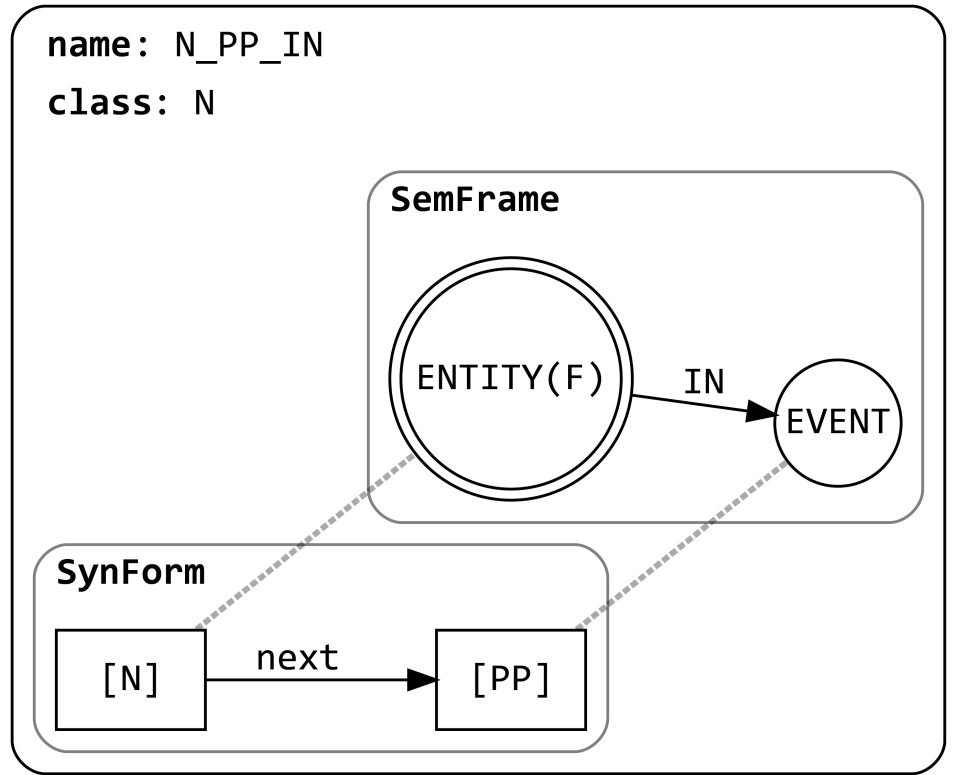 name: N_PP_IN
class: N
SemFrame
ENTITY(F)
IN
EVENT
SynForm
[N]
next
[PP]